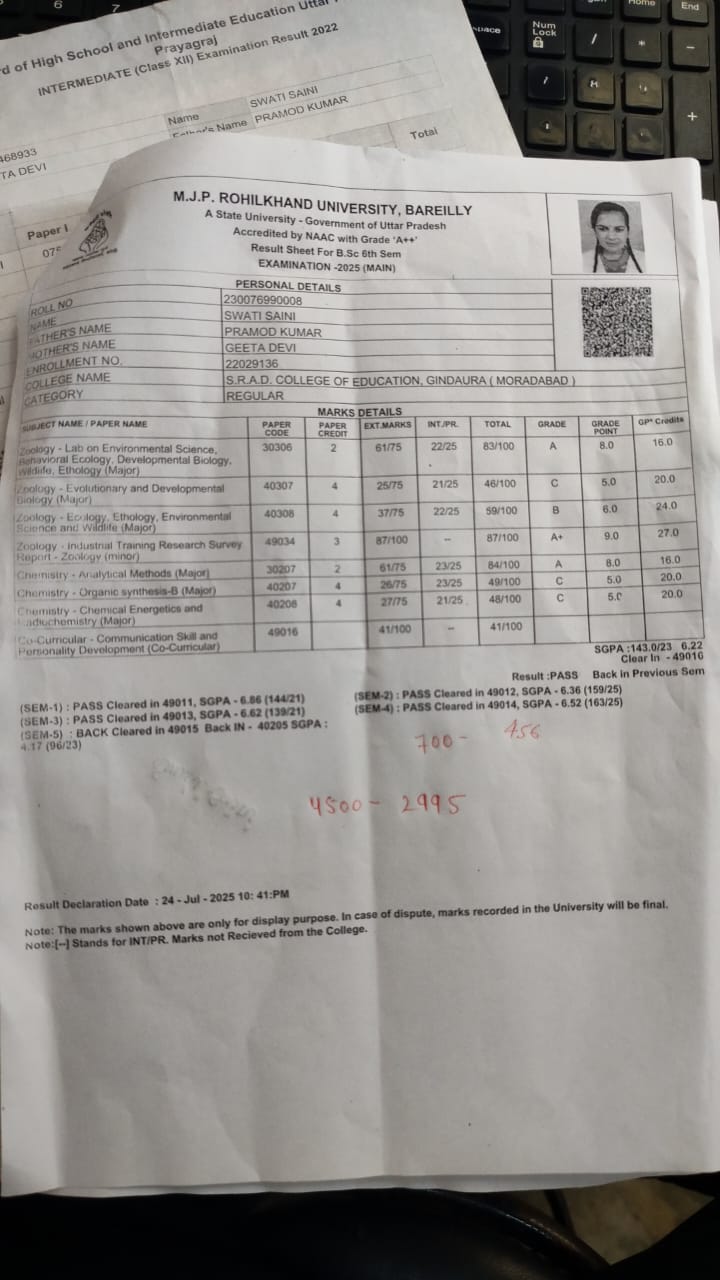 6 7
Home End
Num
Lock
/ * -
+
d of High School and Intermediate Education
Prayagraj
INTERMEDIATE (Class XII) Examination Result 2022
Name SWATI SAINI
Name PRAMOD KUMAR
468933
TA DEVI
Total
Paper I
M.J.P. ROHILKHAND UNIVERSITY, BAREILLY
A State University - Government of Uttar Pradesh
Accredited by NAAC with Grade 'A++'
Result Sheet For B.Sc 6th Sem
EXAMINATION -2025 (MAIN)
PERSONAL DETAILS
ROLL NO 230076990008
NAME SWATI SAINI
FATHER'S NAME PRAMOD KUMAR
MOTHER'S NAME GEETA DEVI
ENROLLMENT NO. 22029136
COLLEGE NAME S.R.A.D. COLLEGE OF EDUCATION, GINDAURA ( MORADABAD )
CATEGORY REGULAR
MARKS DETAILS
SUBJECT NAME / PAPER NAME PAPER CODE PAPER CREDIT EXT.MARKS INT./PR. TOTAL GRADE GRADE POINT GP* Credits
Zoology - Lab on Environmental Science, 30306 2 61/75 22/25 83/100 A 8.0 16.0
Behavioral Ecology, Developmental Biology,
Wildlife, Ethology (Major)
Zoology - Evolutionary and Developmental 40307 4 25/75 21/25 46/100 C 5.0 20.0
Biology (Major)
Zoology - Ecology, Ethology, Environmental 40308 4 37/75 22/25 59/100 B 6.0 24.0
Science and Wildlife (Major)
Zoology - Industrial Training Research Survey 49034 3 87/100 -- 87/100 A+ 9.0 27.0
Report - Zoology (minor)
Chemistry - Analytical Methods (Major) 30207 2 61/75 23/25 84/100 A 8.0 16.0
Chemistry - Organic synthesis-B (Major) 40207 4 26/75 23/25 49/100 C 5.0 20.0
Chemistry - Chemical Energetics and 40208 4 27/75 21/25 48/100 C 5.0 20.0
Radiochemistry (Major)
Co-Curricular - Communication Skill and 49016 41/100 -- 41/100
Personality Development (Co-Curricular)
SGPA :143.0/23 6.22
Clear In - 49016
Result :PASS Back in Previous Sem
(SEM-1) : PASS Cleared in 49011, SGPA - 6.86 (144/21) (SEM-2) : PASS Cleared in 49012, SGPA - 6.36 (159/25)
(SEM-3) : PASS Cleared in 49013, SGPA - 6.62 (139/21) (SEM-4) : PASS Cleared in 49014, SGPA - 6.52 (163/25)
(SEM-5) : BACK Cleared in 49015 Back IN - 40205 SGPA :
4.17 (96/23)
700 - 456
4500 - 2995
Result Declaration Date : 24 - Jul - 2025 10: 41:PM
Note: The marks shown above are only for display purpose. In case of dispute, marks recorded in the University will be final.
Note:[--] Stands for INT/PR. Marks not Recieved from the College.